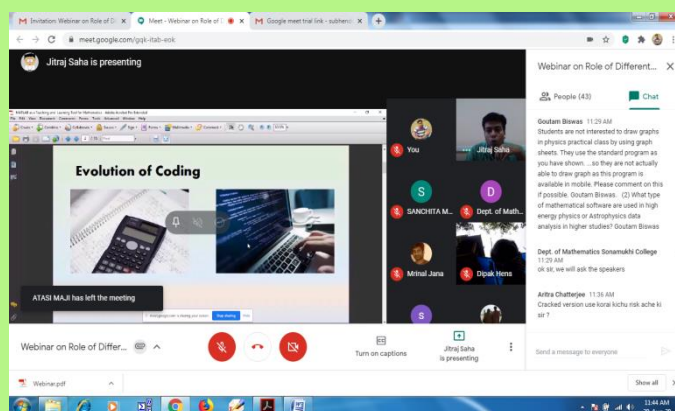 Invitation: Webinar on Role of D
Meet - Webinar on Role of D
Google meet trial link - subhend
meet.google.com/gqk-itab-eok
Jitraj Saha is presenting
Evolution of Coding
ATASI MAJI has left the meeting
You
Jitraj Saha
SANCHITA M...
Dept. of Math...
Mrinal Jana
Dipak Hens
S
D
S
Webinar on Role of Differ...
Turn on captions
Jitraj Saha
is presenting
Webinar on Role of Different...
People (43)
Chat
Goutam Biswas 11:29 AM
Students are not interested to draw graphs
in physics practical class by using graph
sheets. They use the standard program as
you have shown. ...so they are not actually
able to draw graph as this program is
available in mobile. Please comment on this
if possible. Goutam Biswas. (2) What type
of mathematical software are used in high
energy physics or Astrophysics data
analysis in higher studies? Goutam Biswas
Dept. of Mathematics Sonamukhi College
11:29 AM
ok sir, we will ask the speakers
Aritra Chatterjee 11:36 AM
Cracked version use korai kichu risk ache ki
sir ?
Send a message to everyone
Webinar.pdf
Show all
11:44 AM